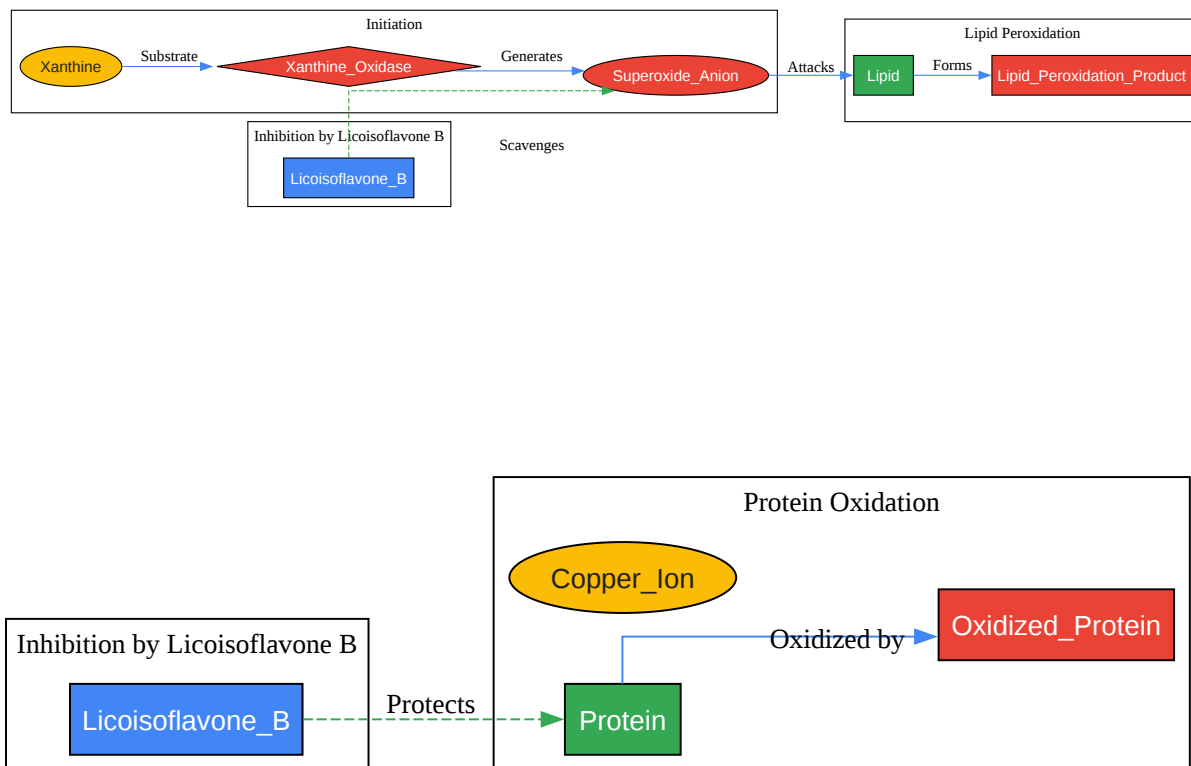 Initiation
Xanthine
Substrate
Xanthine_Oxidase
Generates
Superoxide_Anion
Attacks
Lipid Peroxidation
Lipid
Forms
Lipid_Peroxidation_Product
Inhibition by Licoisoflavone B
Licoisoflavone_B
Scavenges
Protein Oxidation
Copper_Ion
Oxidized by
Oxidized_Protein
Inhibition by Licoisoflavone B
Licoisoflavone_B
Protects
Protein